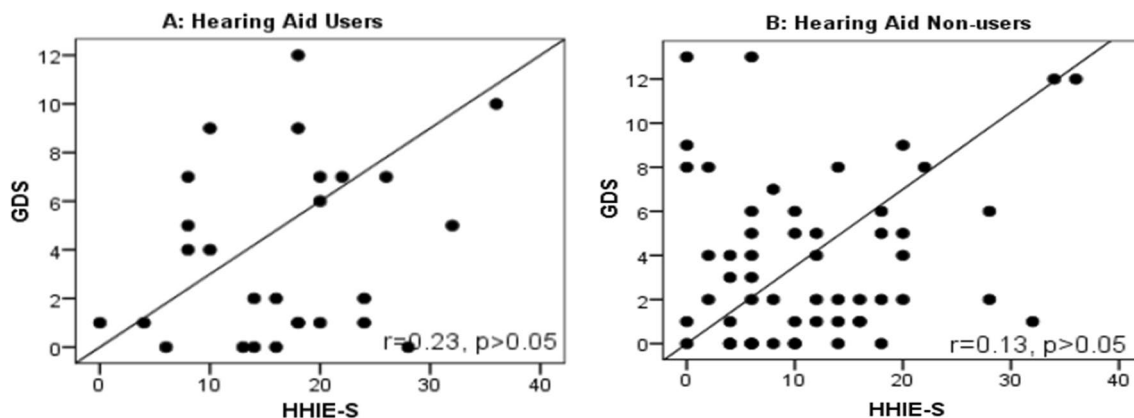 A: Hearing Aid Users
12
10
8
6
4
2
0
GDS
r=0.23, p>0.05
0 10 20 30 40
HHIE-S
B: Hearing Aid Non-users
12
10
8
6
4
2
0
GDS
r=0.13, p>0.05
0 10 20 30 40
HHIE-S